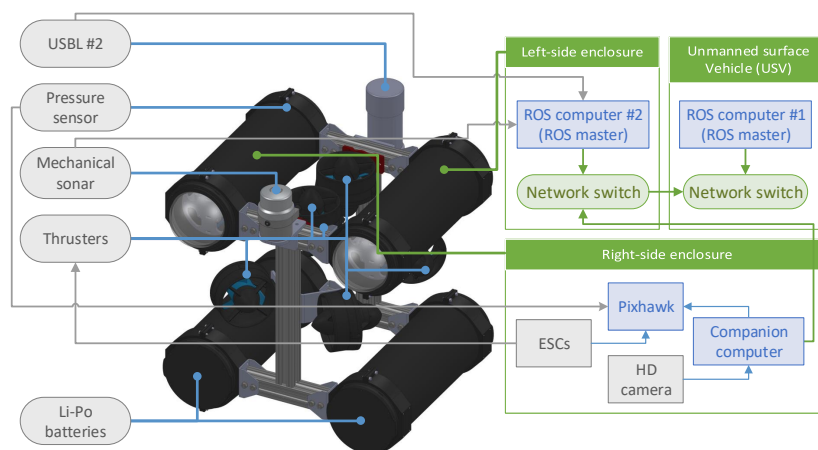 USBL #2
Pressure
sensor
Mechanical
sonar
Thrusters
Li-Po
batteries
Left-side enclosure
ROS computer #2
(ROS master)
Network switch
Unmanned surface
Vehicle (USV)
ROS computer #1
(ROS master)
Network switch
Right-side enclosure
Pixhawk
ESCs
Companion
computer
HD
camera